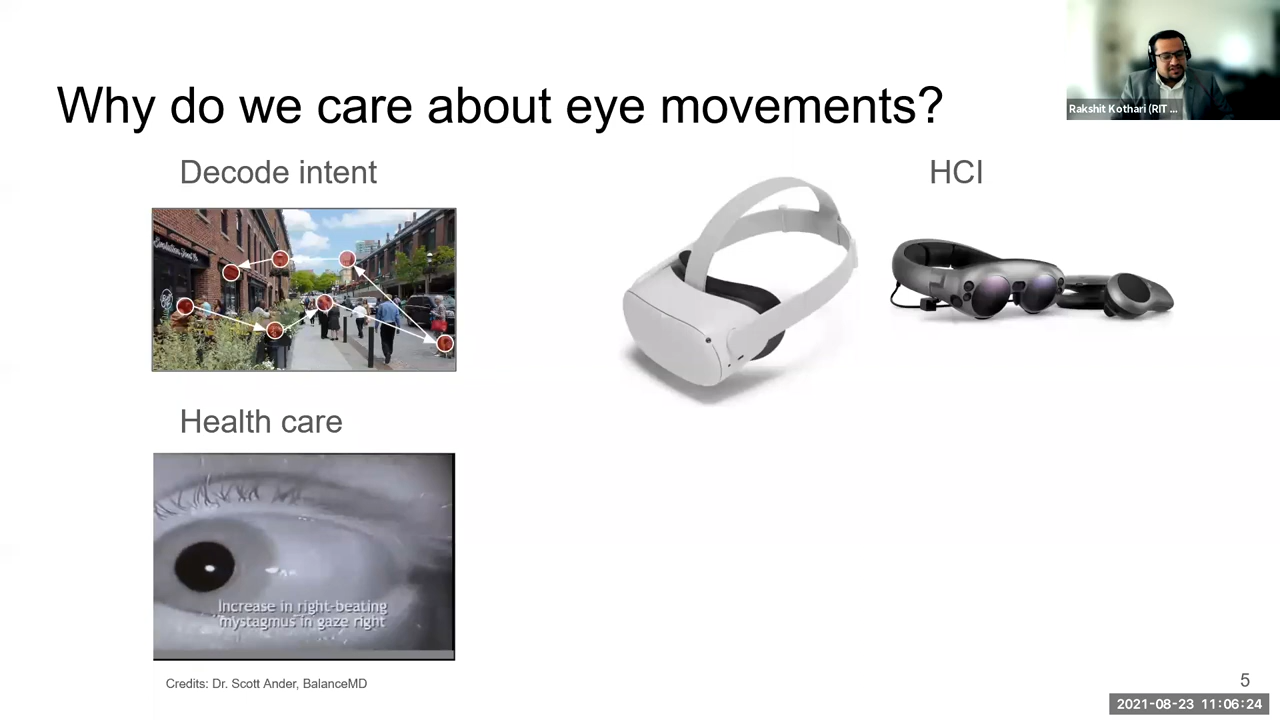 Why do we care about eye movements?
Rakshit Kothari (RIT ...
Decode intent
HCI
Health care
Increase in right-beating
nystagmus in gaze right
Credits: Dr. Scott Ander, BalanceMD
5
2021-08-23 11:06:24